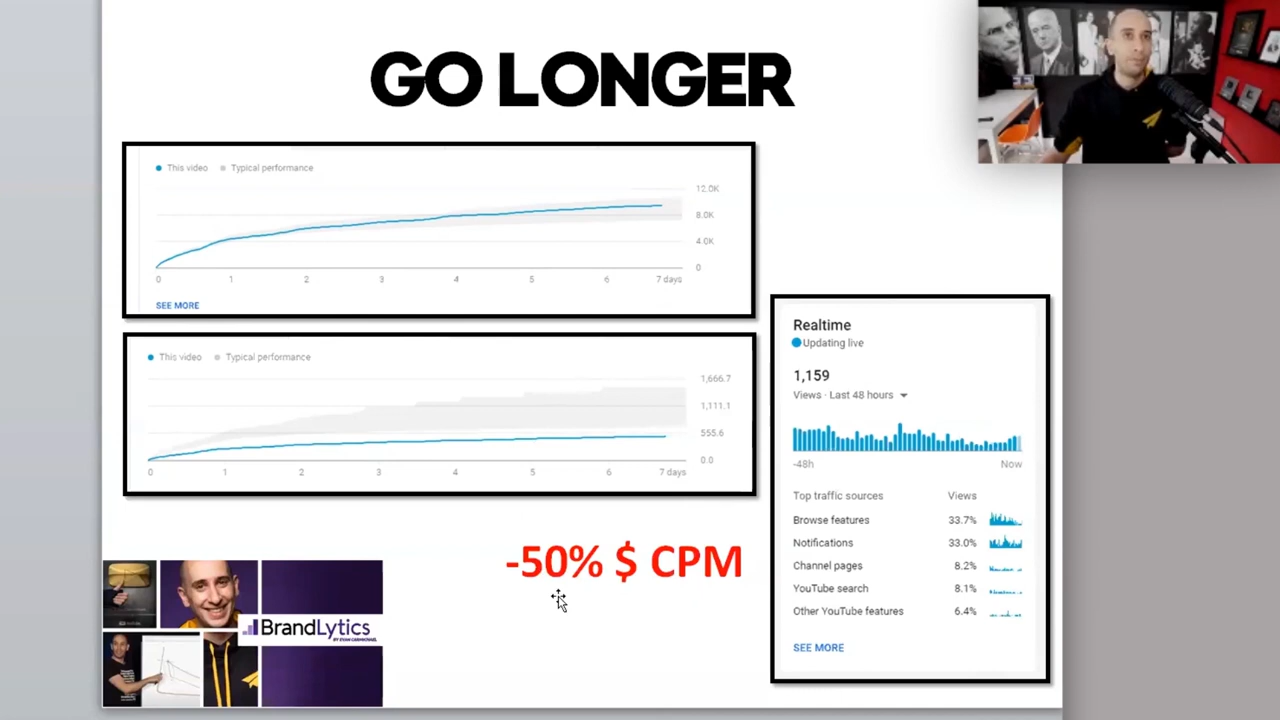 GO LONGER
This video
Typical performance
12.0K
8.0K
4.0K
0
0 1 2 3 4 5 6 7 days
SEE MORE
This video
Typical performance
1,666.7
1,111.1
555.6
0.0
0 1 2 3 4 5 6 7 days
Realtime
Updating live
1,159
Views · Last 48 hours
-48h Now
Top traffic sources Views
Browse features 33.7%
Notifications 33.0%
Channel pages 8.2%
YouTube search 8.1%
Other YouTube features 6.4%
SEE MORE
-50% $ CPM
BrandLytics
BY EVAN CARMICHAEL